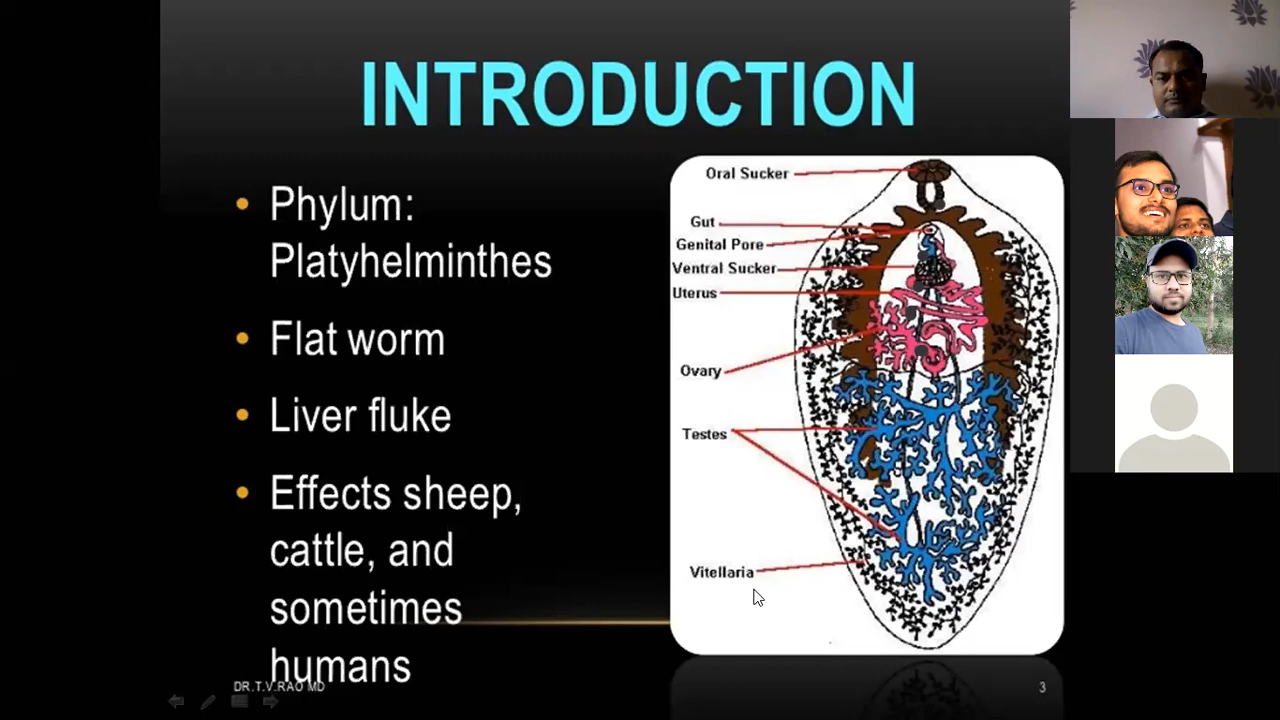 INTRODUCTION
• Phylum:
Platyhelminthes
• Flat worm
• Liver fluke
• Effects sheep,
cattle, and
sometimes
humans
Oral Sucker
Gut
Genital Pore
Ventral Sucker
Uterus
Ovary
Testes
Vitellaria
DR.T.V.RAO MD
3